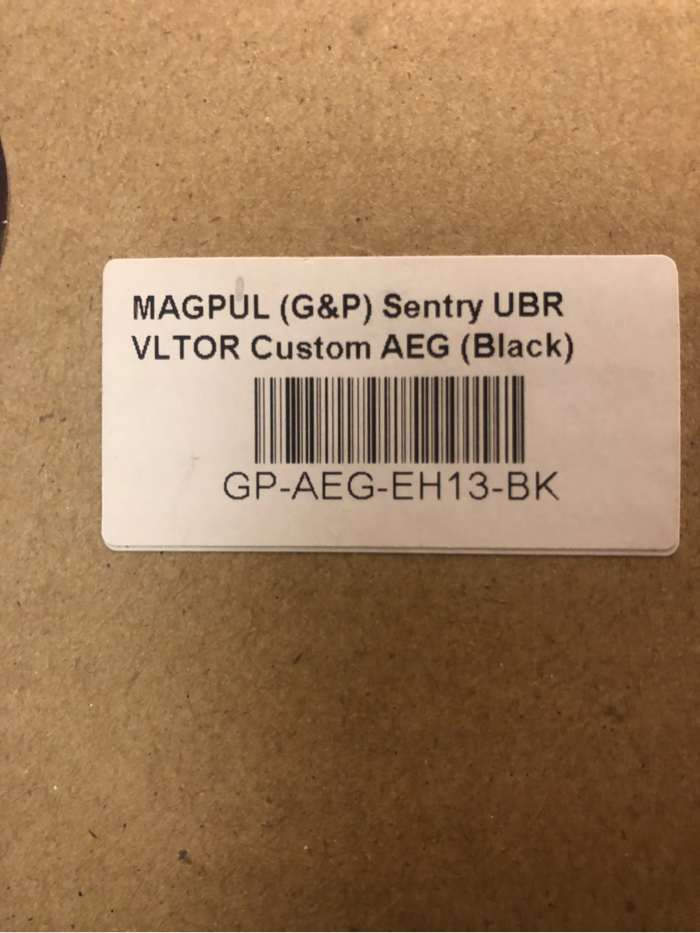 MAGPUL (G&P) Sentry UBR
VLTOR Custom AEG (Black)
GP-AEG-EH13-BK